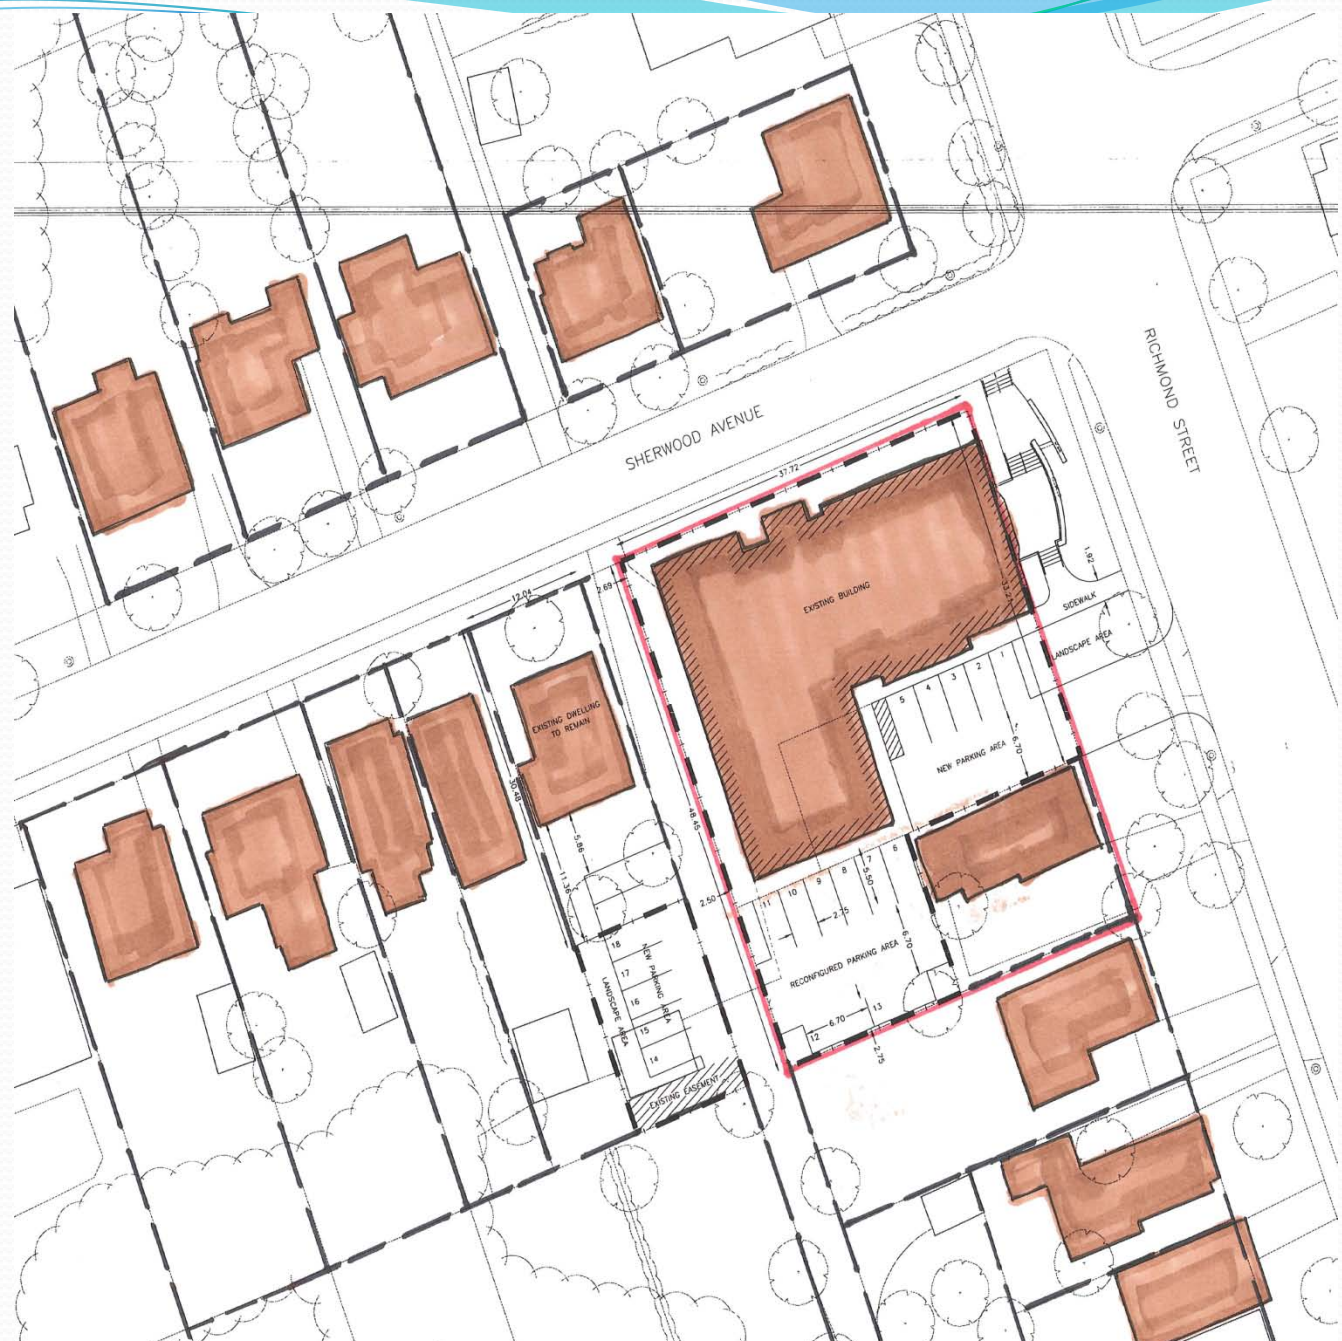 RICHMOND STREET
SHERWOOD AVENUE
37.72
1.92
SIDEWALK
LANDSCAPE AREA
12.04
2.69
EXISTING BUILDING
33.21
1
2
3
4
5
6.70
NEW PARKING AREA
EXISTING DWELLING
TO REMAIN
30.48
48.45
5.86
11.36
2.50
6
7
8
9
10
11
5.50
2.75
6.70
RECONFIGURED PARKING AREA
18
17
16
15
14
NEW PARKING AREA
LANDSCAPE AREA
12
6.70
13
2.75
EXISTING EASEMENT